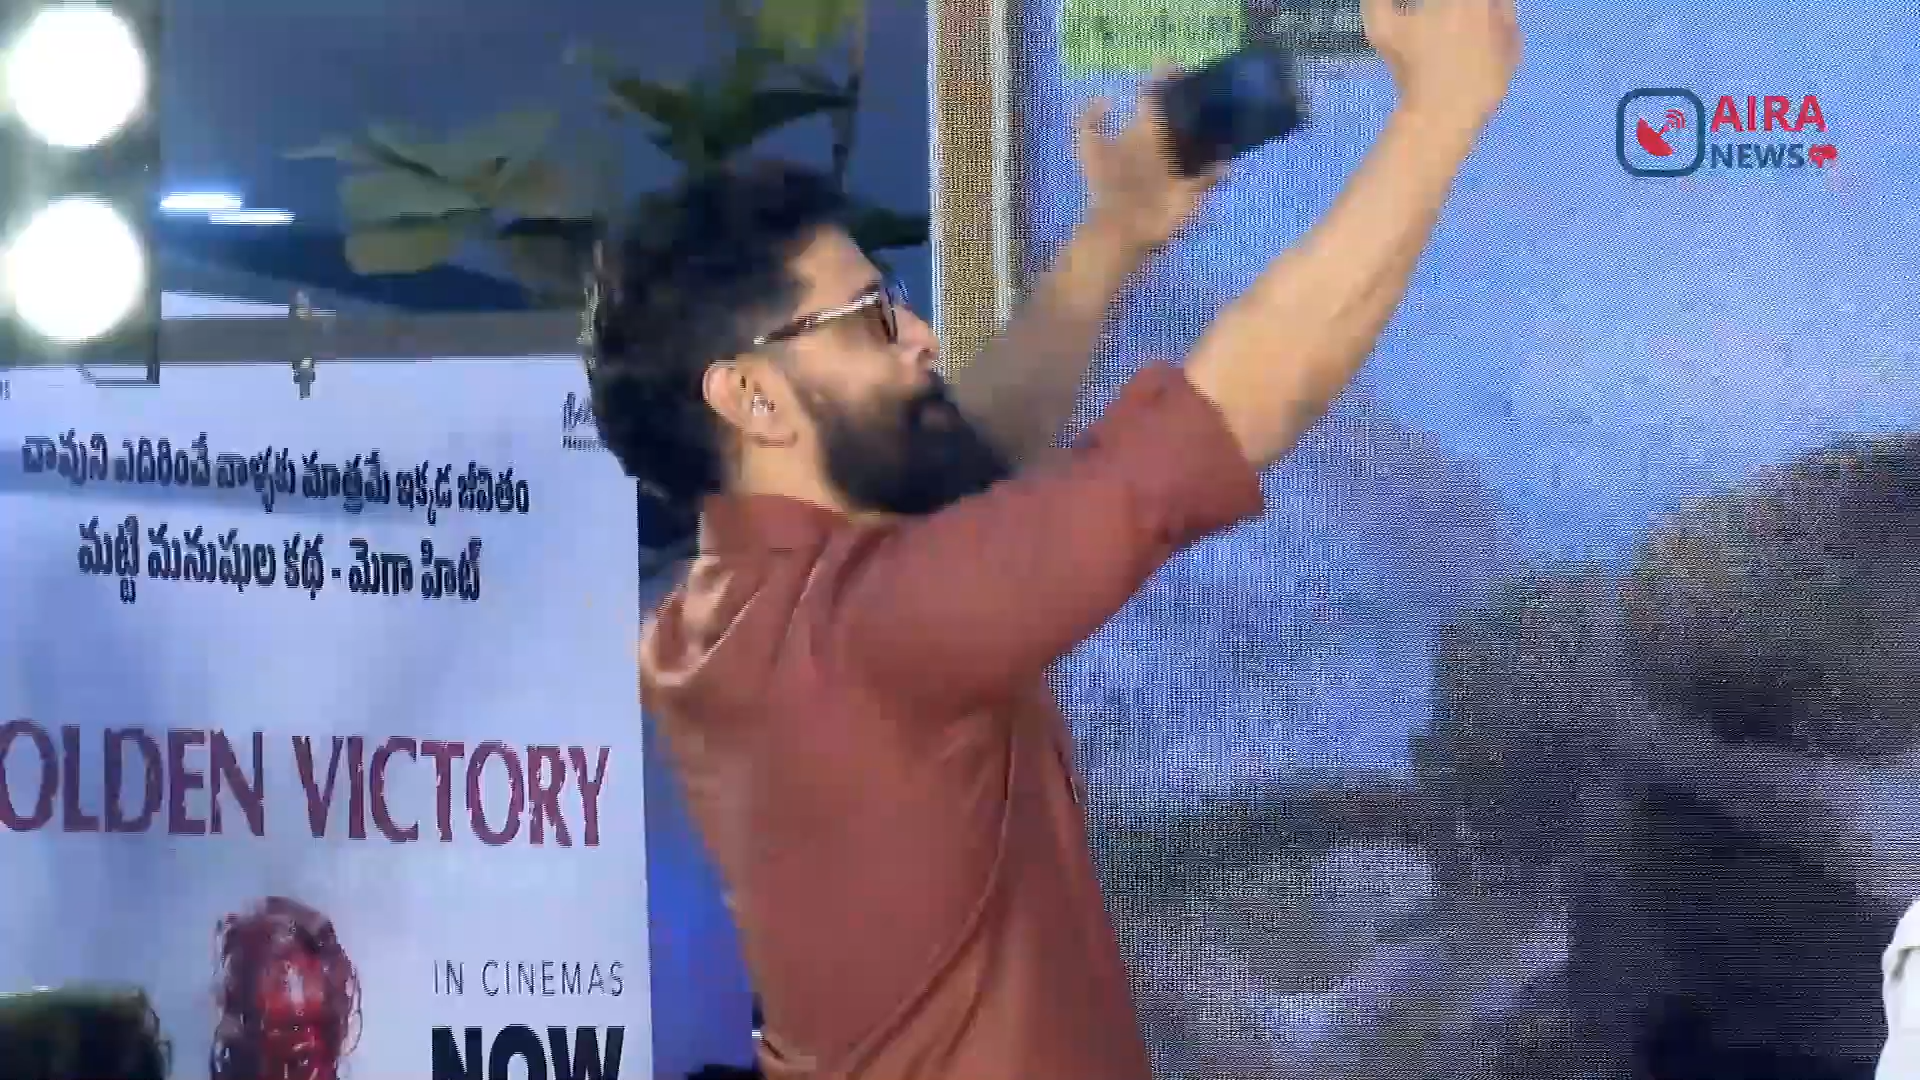 AIRA
NEWS
చావుని ఎదిరించే వాళ్ళకు మాత్రమే ఇక్కడ జీవితం
మట్టి మనుషుల కథ - మెగా హిట్
OLDEN VICTORY
IN CINEMAS
NOW